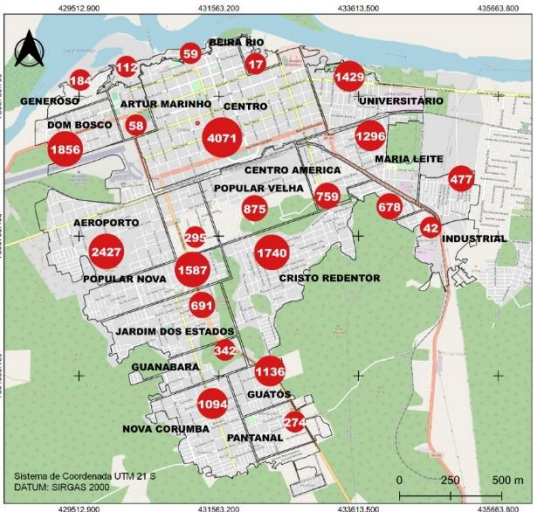 429512.900 431563.200 433613.500 435663.800
BEIRA RIO
59
17
112
184
1429
GENEROSO
ARTUR MARINHO
CENTRO
UNIVERSITÁRIO
DOM BOSCO
58
4071
1296
1856
MARIA LEITE
CENTRO AMERICA
477
POPULAR VELHA
759
875
678
AEROPORTO
42
295
INDUSTRIAL
2427
1740
1587
POPULAR NOVA
CRISTO REDENTOR
691
JARDIM DOS ESTADOS
342
GUANABARA
1136
GUATÓS
1094
274
NOVA CORUMBA
PANTANAL
Sistema de Coordenada UTM 21 S
DATUM: SIRGAS 2000
0 250 500 m
429512.900 431563.200 433613.500 435663.800